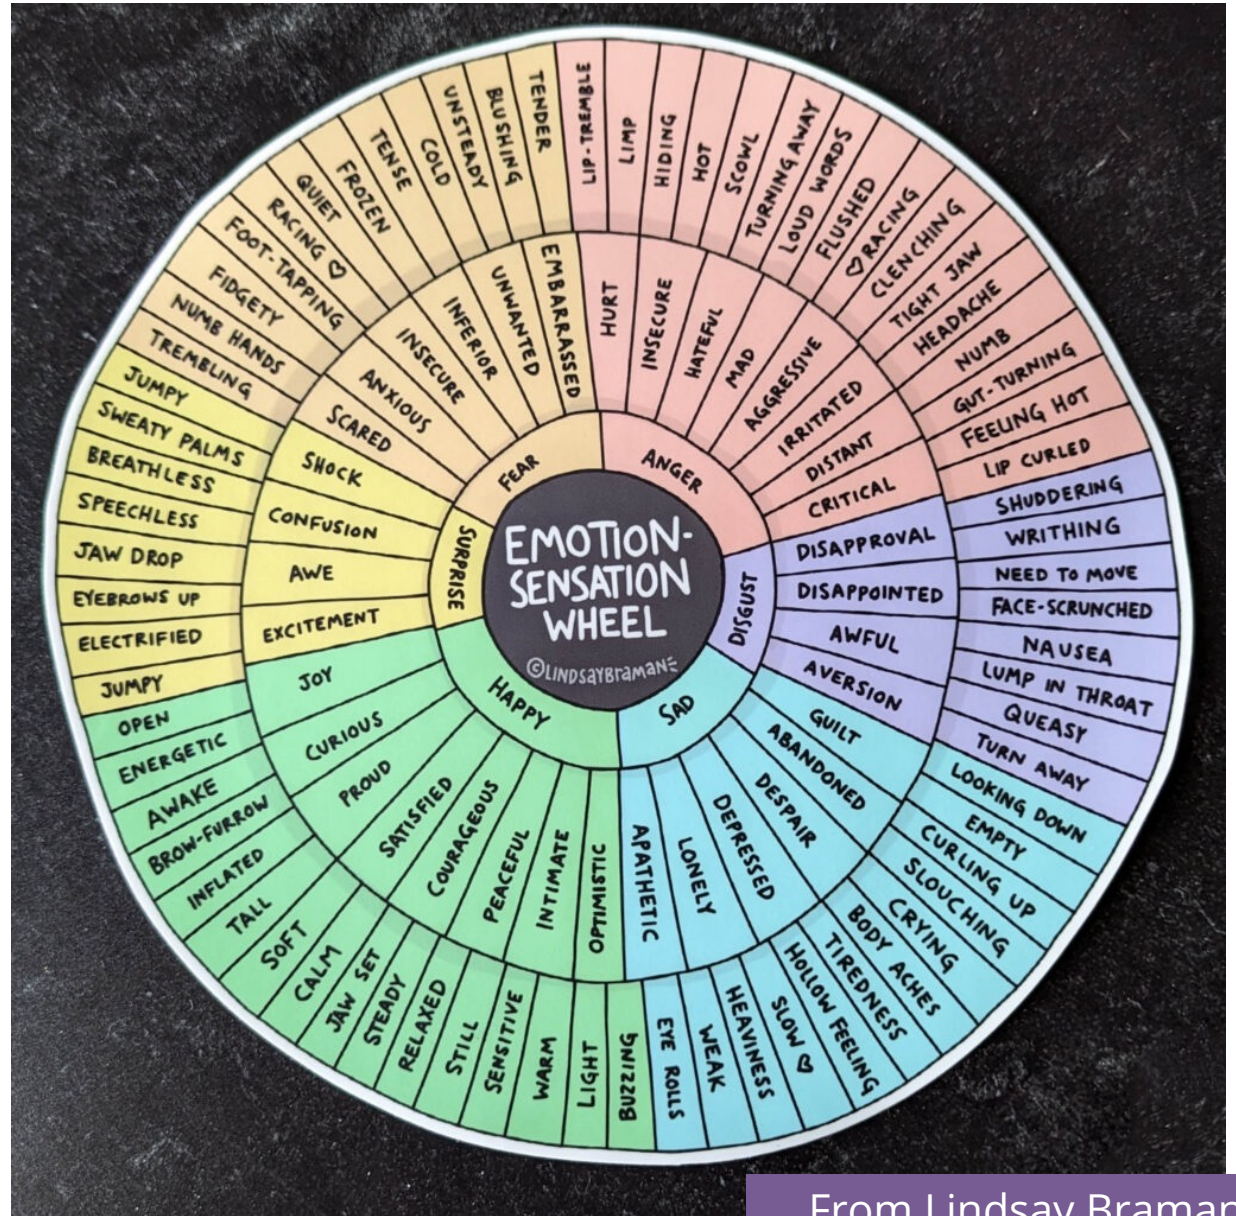 EMOTION-
SENSATION
WHEEL
©LINDSAYBRAMAN
ANGER
DISGUST
SAD
HAPPY
SURPRISE
FEAR
HURT
INSECURE
HATEFUL
MAD
AGGRESSIVE
IRRITATED
DISTANT
CRITICAL
DISAPPROVAL
DISAPPOINTED
AWFUL
AVERSION
GUILT
ABANDONED
DESPAIR
DEPRESSED
LONELY
APATHETIC
OPTIMISTIC
INTIMATE
PEACEFUL
COURAGEOUS
SATISFIED
PROUD
CURIOUS
JOY
EXCITEMENT
AWE
CONFUSION
SHOCK
SCARED
ANXIOUS
INSECURE
INFERIOR
UNWANTED
EMBARRASSED
LIP-TREMBLE
LIMP
HIDING
HOT
SCOWL
TURNING AWAY
LOUD WORDS
FLUSHED
♡RACING
CLENCHING
TIGHT JAW
HEADACHE
NUMB
GUT-TURNING
FEELING HOT
LIP CURLED
SHUDDERING
WRITHING
NEED TO MOVE
FACE-SCRUNCHED
NAUSEA
LUMP IN THROAT
QUEASY
TURN AWAY
LOOKING DOWN
EMPTY
CURLING UP
SLOUCHING
CRYING
BODY ACHES
TIREDNESS
HOLLOW FEELING
SLOW ♡
HEAVINESS
WEAK
EYE ROLLS
BUZZING
LIGHT
WARM
SENSITIVE
STILL
RELAXED
STEADY
JAW SET
CALM
SOFT
TALL
INFLATED
BROW-FURROW
AWAKE
ENERGETIC
OPEN
JUMPY
ELECTRIFIED
EYEBROWS UP
JAW DROP
SPEECHLESS
BREATHLESS
SWEATY PALMS
JUMPY
TREMBLING
NUMB HANDS
FIDGETY
FOOT-TAPPING
RACING ♡
QUIET
FROZEN
TENSE
COLD
UNSTEADY
BLUSHING
TENDER
From Lindsay Braman